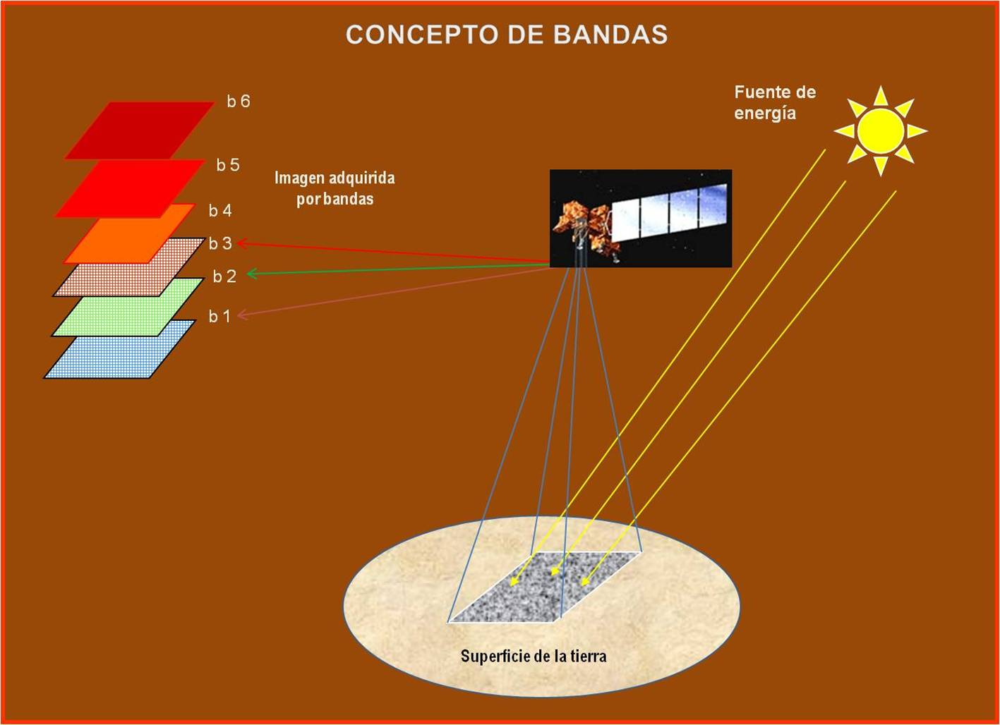 CONCEPTO DE BANDAS
Fuente de
energía
b 6
b 5
Imagen adquirida
por bandas
b 4
b 3
b 2
b 1
Superficie de la tierra